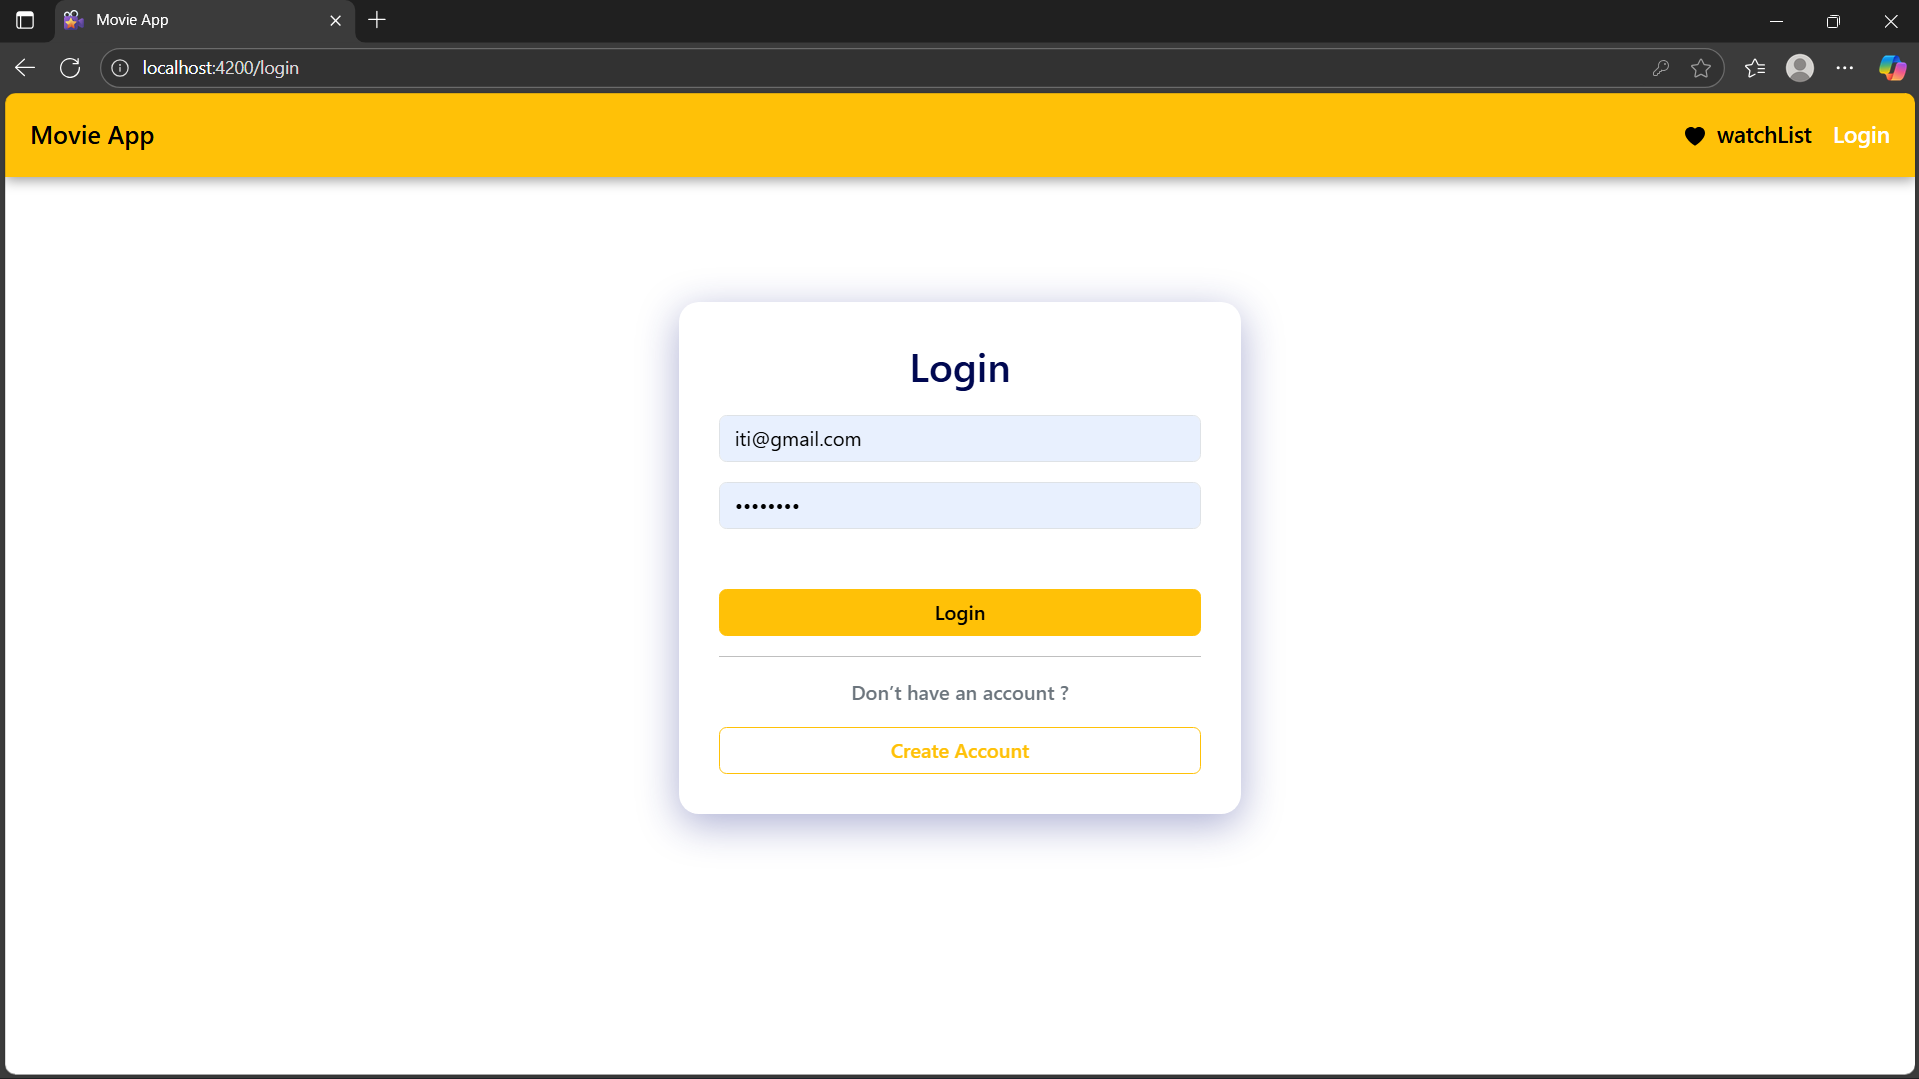 Movie App
localhost:4200/login
Movie App
watchList Login
Login
iti@gmail.com
••••••••
Login
Don’t have an account ?
Create Account